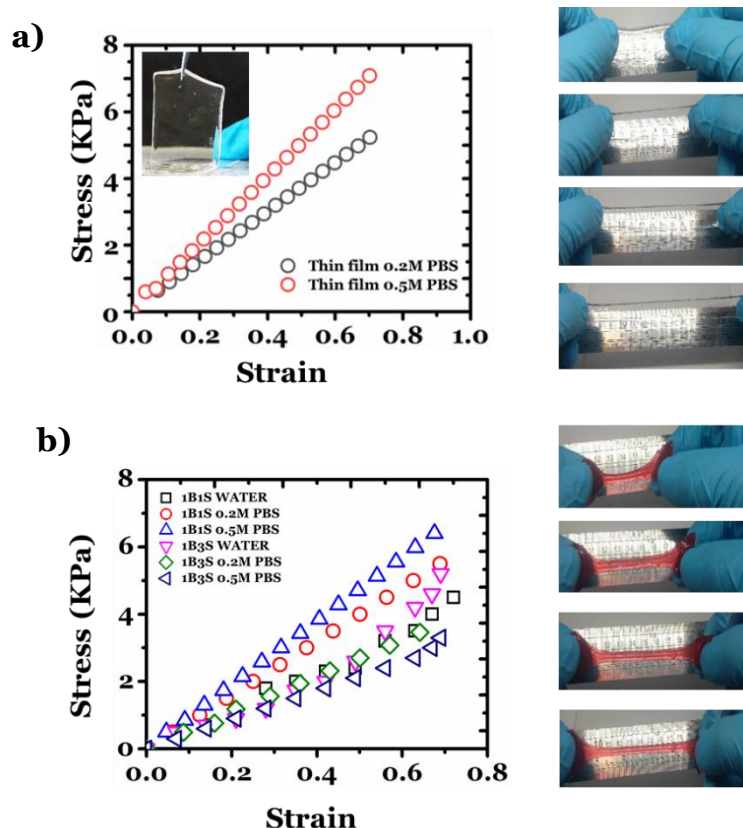 a)
8
6
4
2
0
Stress (KPa)
Thin film 0.2M PBS
Thin film 0.5M PBS
0.0 0.2 0.4 0.6 0.8 1.0
Strain
b)
8
6
4
2
0
Stress (KPa)
1B1S WATER
1B1S 0.2M PBS
1B1S 0.5M PBS
1B3S WATER
1B3S 0.2M PBS
1B3S 0.5M PBS
0.0 0.2 0.4 0.6 0.8
Strain